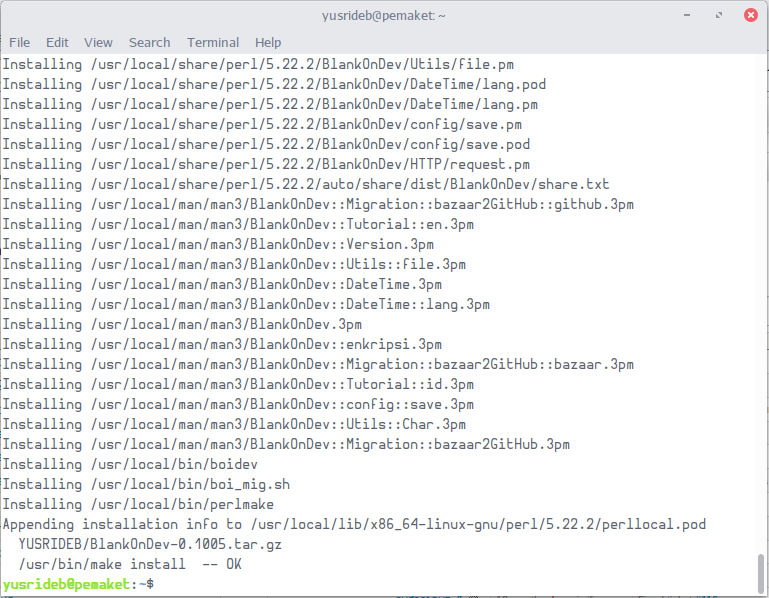 yusrideb@pemaket: ~
File Edit View Search Terminal Help
Installing /usr/local/share/perl/5.22.2/BlankOnDev/Utils/file.pm
Installing /usr/local/share/perl/5.22.2/BlankOnDev/DateTime/lang.pod
Installing /usr/local/share/perl/5.22.2/BlankOnDev/DateTime/lang.pm
Installing /usr/local/share/perl/5.22.2/BlankOnDev/config/save.pm
Installing /usr/local/share/perl/5.22.2/BlankOnDev/config/save.pod
Installing /usr/local/share/perl/5.22.2/BlankOnDev/HTTP/request.pm
Installing /usr/local/share/perl/5.22.2/auto/share/dist/BlankOnDev/share.txt
Installing /usr/local/man/man3/BlankOnDev::Migration::bazaar2GitHub::github.3pm
Installing /usr/local/man/man3/BlankOnDev::Tutorial::en.3pm
Installing /usr/local/man/man3/BlankOnDev::Version.3pm
Installing /usr/local/man/man3/BlankOnDev::Utils::file.3pm
Installing /usr/local/man/man3/BlankOnDev::DateTime.3pm
Installing /usr/local/man/man3/BlankOnDev::DateTime::lang.3pm
Installing /usr/local/man/man3/BlankOnDev.3pm
Installing /usr/local/man/man3/BlankOnDev::enkripsi.3pm
Installing /usr/local/man/man3/BlankOnDev::Migration::bazaar2GitHub::bazaar.3pm
Installing /usr/local/man/man3/BlankOnDev::Tutorial::id.3pm
Installing /usr/local/man/man3/BlankOnDev::config::save.3pm
Installing /usr/local/man/man3/BlankOnDev::Utils::Char.3pm
Installing /usr/local/man/man3/BlankOnDev::Migration::bazaar2GitHub.3pm
Installing /usr/local/bin/boidev
Installing /usr/local/bin/boi_mig.sh
Installing /usr/local/bin/perlmake
Appending installation info to /usr/local/lib/x86_64-linux-gnu/perl/5.22.2/perllocal.pod
YUSRIDEB/BlankOnDev-0.1005.tar.gz
/usr/bin/make install -- OK
yusrideb@pemaket:~$